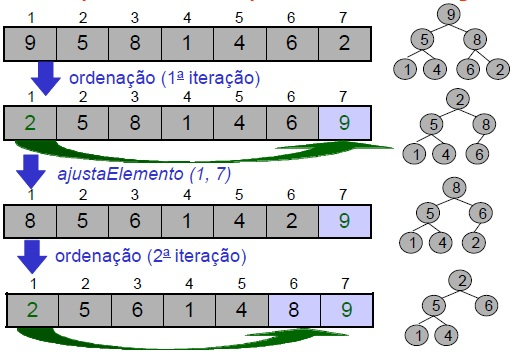 1 2 3 4 5 6 7
9 5 8 1 4 6 2
9
5 8
1 4 6 2
ordenação (1ª iteração)
1 2 3 4 5 6 7
2 5 8 1 4 6 9
2
5 8
1 4 6
ajustaElemento (1, 7)
1 2 3 4 5 6 7
8 5 6 1 4 2 9
8
5 6
1 4 2
ordenação (2ª iteração)
1 2 3 4 5 6 7
2 5 6 1 4 8 9
2
5 6
1 4